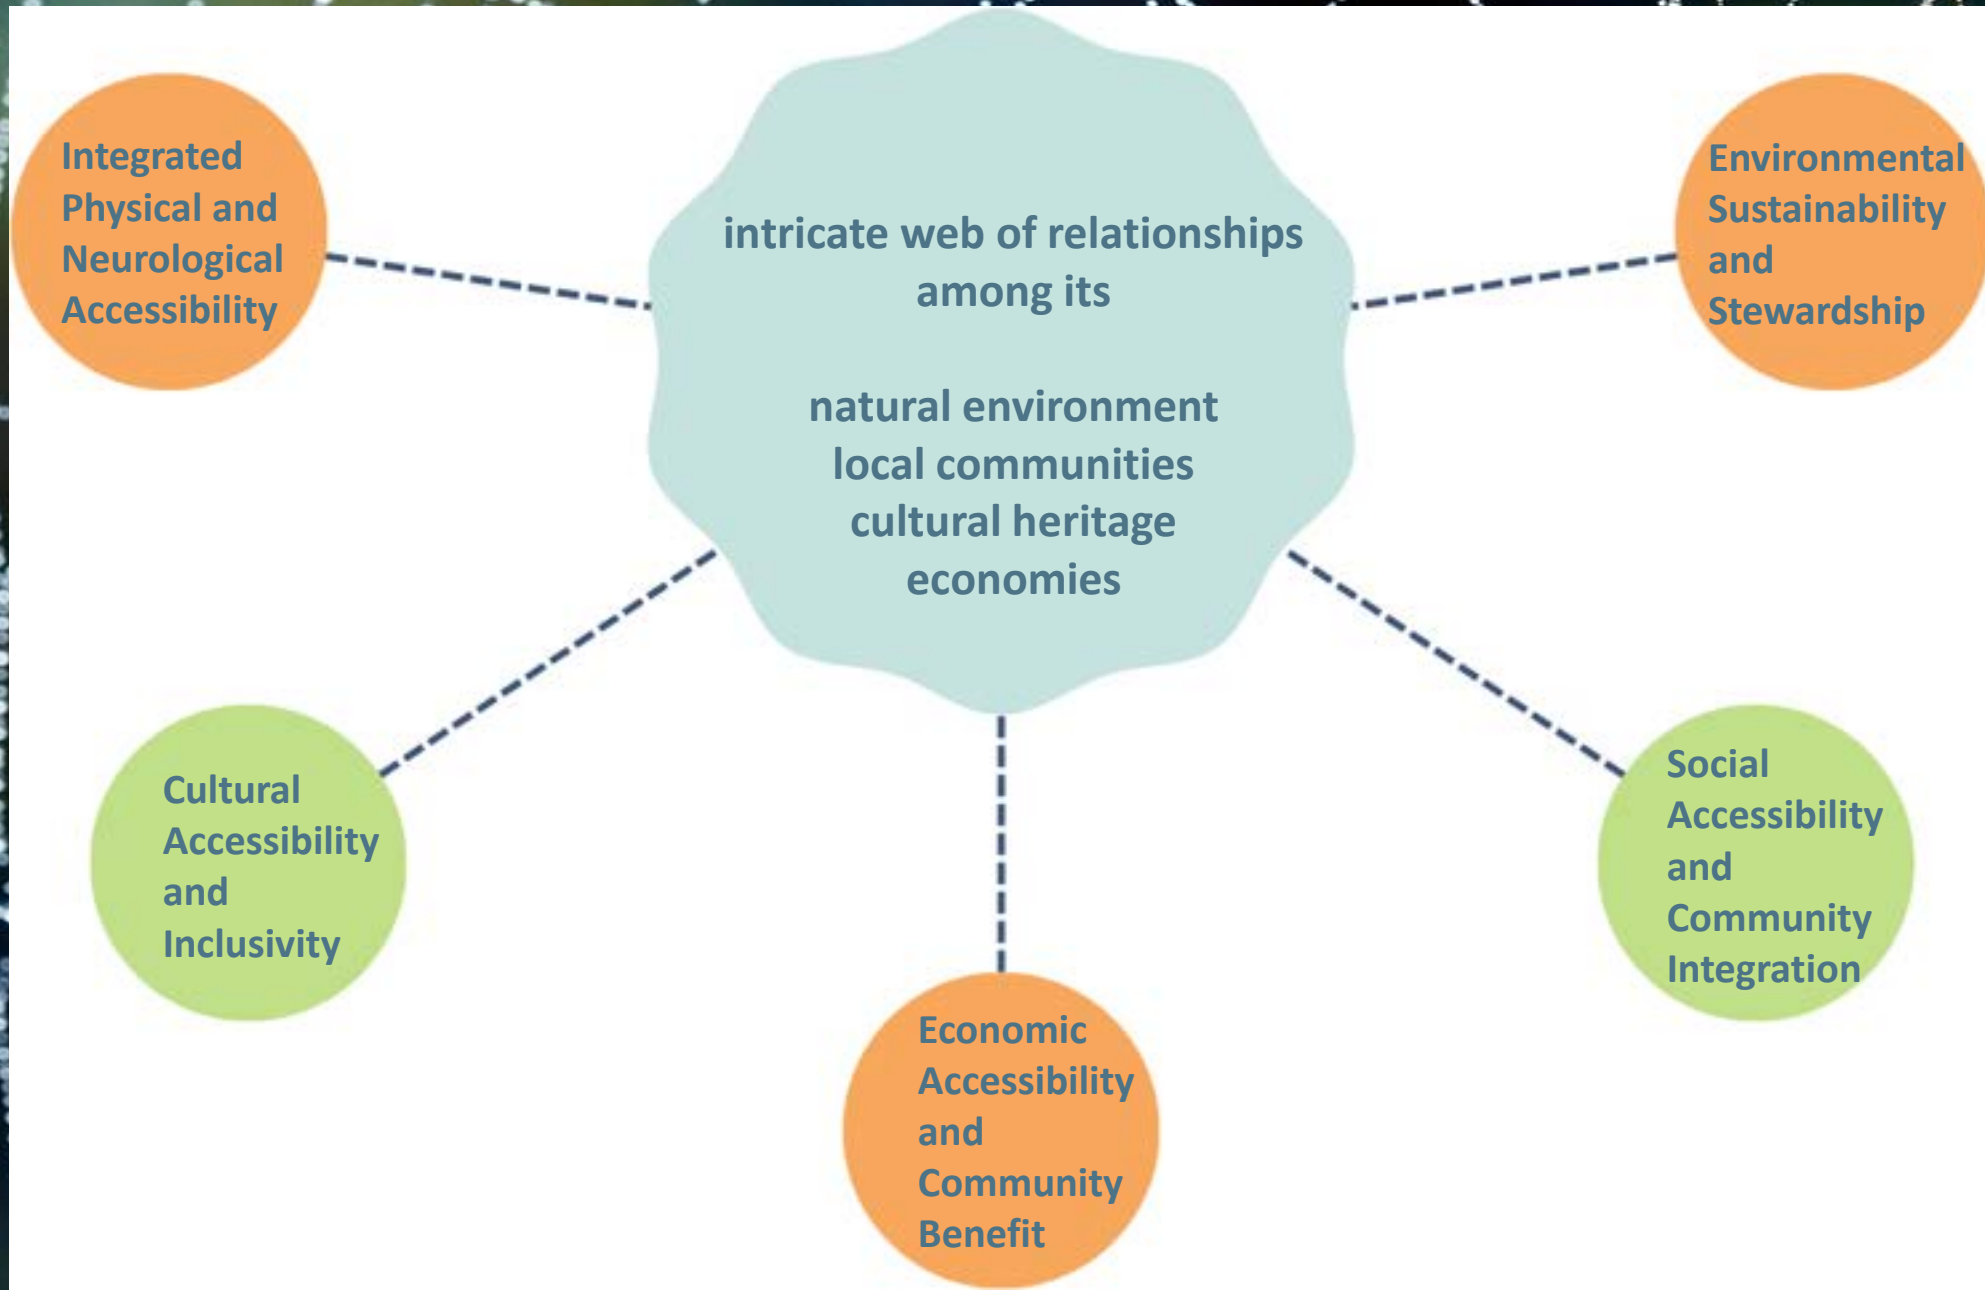 Integrated
Physical and
Neurological
Accessibility
intricate web of relationships
among its
natural environment
local communities
cultural heritage
economies
Environmental
Sustainability
and
Stewardship
Cultural
Accessibility
and
Inclusivity
Economic
Accessibility
and
Community
Benefit
Social
Accessibility
and
Community
Integration